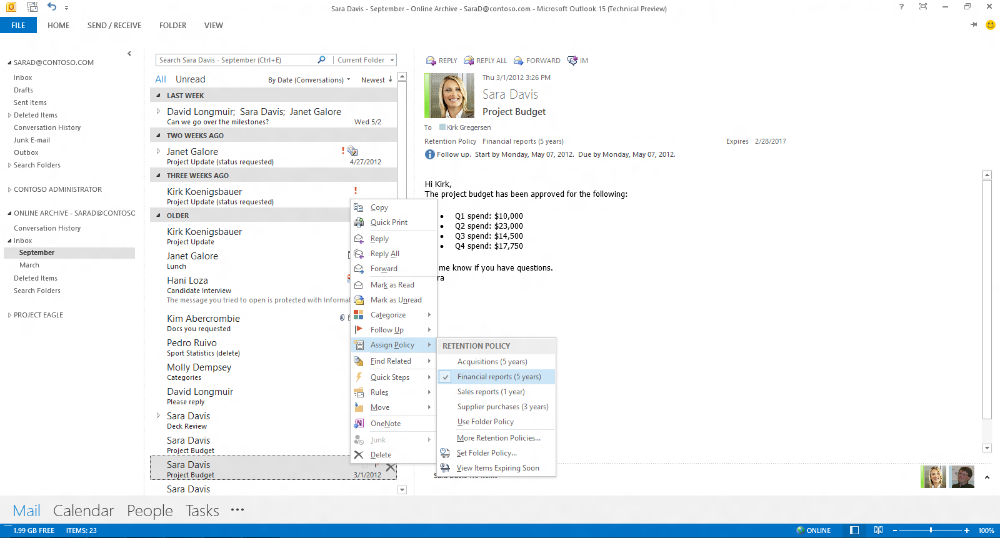 Sara Davis - September - Online Archive - SaraD@contoso.com - Microsoft Outlook 15 (Technical Preview)
FILE HOME SEND / RECEIVE FOLDER VIEW
SARAD@CONTOSO.COM
Inbox
Drafts
Sent Items
Deleted Items
Conversation History
Junk E-mail
Outbox
Search Folders
CONTOSO ADMINISTRATOR
ONLINE ARCHIVE - SARAD@CONTOSO
Conversation History
Inbox
September
March
Deleted Items
Search Folders
PROJECT EAGLE
Search Sara Davis - September (Ctrl+E) Current Folder
All Unread By Date (Conversations) Newest
LAST WEEK
David Longmuir; Sara Davis; Janet Galore
Can we go over the milestones? Wed 5/2
TWO WEEKS AGO
Janet Galore
Project Update (status requested) 4/27/2012
THREE WEEKS AGO
Kirk Koenigsbauer
Project Update (status requested)
OLDER
Kirk Koenigsbauer
Project Update
Janet Galore
Lunch
Hani Loza
Candidate Interview
The message you tried to open is protected with Informat
Kim Abercrombie
Docs you requested
Pedro Ruivo
Sport Statistics (delete)
Molly Dempsey
Categories
David Longmuir
Please reply
Sara Davis
Deck Review
Sara Davis
Project Budget
Sara Davis
Project Budget 3/1/2012
Sara Davis
Copy
Quick Print
Reply
Reply All
Forward
Mark as Read
Mark as Unread
Categorize
Follow Up
Assign Policy
Find Related
Quick Steps
Rules
Move
OneNote
Junk
Delete
RETENTION POLICY
Acquisitions (5 years)
Financial reports (5 years)
Sales reports (1 year)
Supplier purchases (3 years)
Use Folder Policy
More Retention Policies...
Set Folder Policy...
View Items Expiring Soon
REPLY REPLY ALL FORWARD IM
Thu 3/1/2012 3:26 PM
Sara Davis
Project Budget
To Kirk Gregersen
Retention Policy Financial reports (5 years) Expires 2/28/2017
Follow up. Start by Monday, May 07, 2012. Due by Monday, May 07, 2012.
Hi Kirk,
The project budget has been approved for the following:
• Q1 spend: $10,000
• Q2 spend: $23,000
• Q3 spend: $14,500
• Q4 spend: $17,750
me know if you have questions.
ra
Mail Calendar People Tasks •••
1.99 GB FREE ITEMS: 23 ONLINE 100%